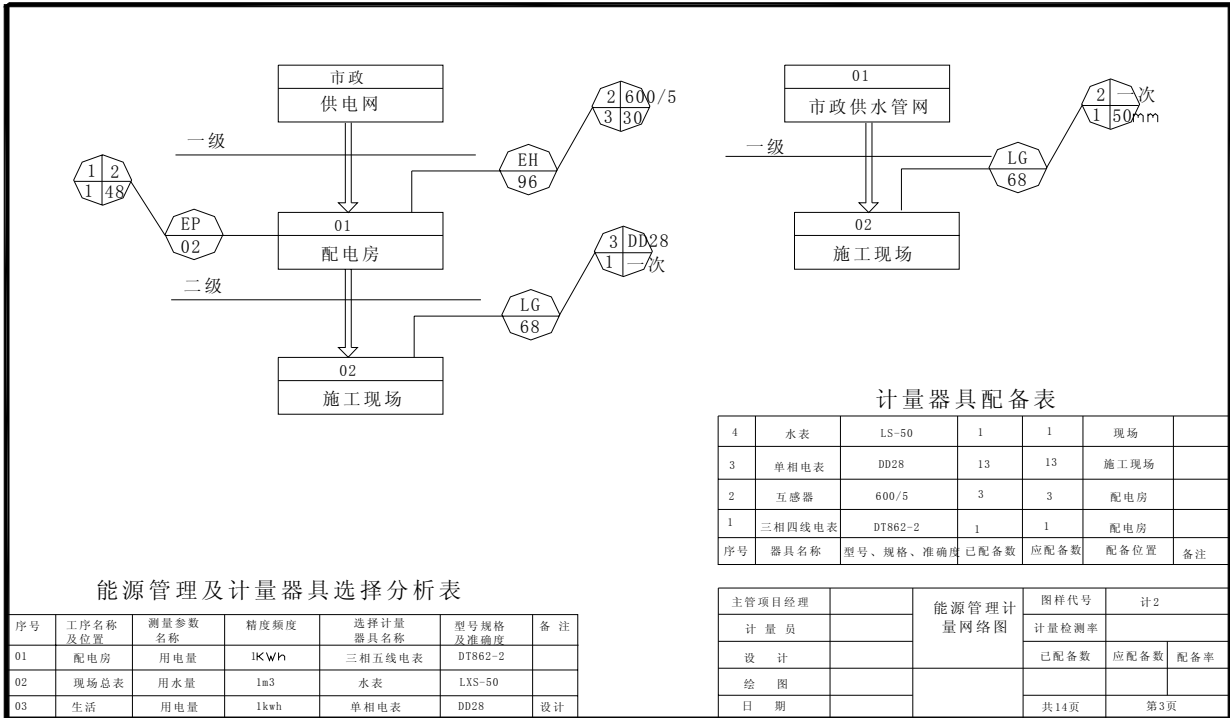 市政
供电网
一级
2 600/5
3 30
EH
96
1 2
1 48
EP
02
01
配电房
二级
3 DD28
1 一次
LG
68
02
施工现场
01
市政供水管网
一级
2 一次
1 50mm
LG
68
02
施工现场
计量器具配备表
4 水表 LS-50 1 1 现场
3 单相电表 DD28 13 13 施工现场
2 互感器 600/5 3 3 配电房
1 三相四线电表 DT862-2 1 1 配电房
序号 器具名称 型号、规格、准确度 已配备数 应配备数 配备位置 备注
能源管理及计量器具选择分析表
序号 工序名称及位置 测量参数名称 精度频度 选择计量器具名称 型号规格及准确度 备 注
01 配电房 用电量 1KWh 三相五线电表 DT862-2
02 现场总表 用水量 1m3 水表 LXS-50
03 生活 用电量 1kwh 单相电表 DD28 设计
主管项目经理 能源管理计量网络图 图样代号 计2
计 量 员 计量检测率
设 计 已配备数 应配备数 配备率
绘 图
日 期 共14页 第3页